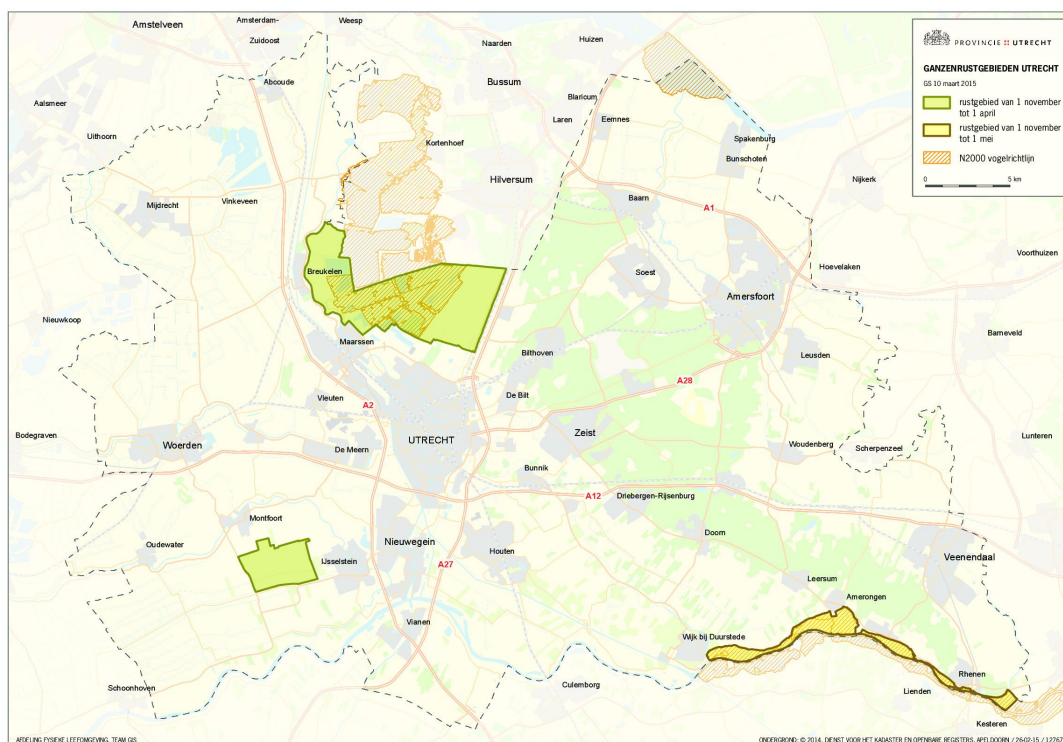 Amstelveen
Amsterdam-
Zuidoost
Weesp
Naarden
Huizen
Abcoude
Bussum
Aalsmeer
Blaricum
Laren
Eemnes
Uithoorn
Kortenhoef
Spakenburg
Bunschoten
Hilversum
Nijkerk
Mijdrecht
Vinkeveen
Baarn
A1
Voorthuizen
Breukelen
Soest
Hoevelaken
Amersfoort
Nieuwkoop
Barneveld
Maarssen
Bilthoven
Leusden
A28
Vleuten
A2
De Bilt
Bodegraven
Woerden
UTRECHT
Zeist
Lunteren
De Meern
Woudenberg
Scherpenzeel
Bunnik
A12
Driebergen-Rijsenburg
Montfoort
Oudewater
Nieuwegein
Houten
Doorn
Veenendaal
IJsselstein
A27
Leersum
Amerongen
Vianen
Wijk bij Duurstede
Rhenen
Schoonhoven
Culemborg
Lienden
Kesteren
PROVINCIE UTRECHT
GANZENRUSTGEBIEDEN UTRECHT
GS 10 maart 2015
rustgebied van 1 november
tot 1 april
rustgebied van 1 november
tot 1 mei
N2000 vogelrichtlijn
0 5 km
AFDELING FYSIEKE LEEFOMGEVING, TEAM GIS
ONDERGROND: © 2014, DIENST VOOR HET KADASTER EN OPENBARE REGISTERS, APELDOORN / 26-02-15 / 12767